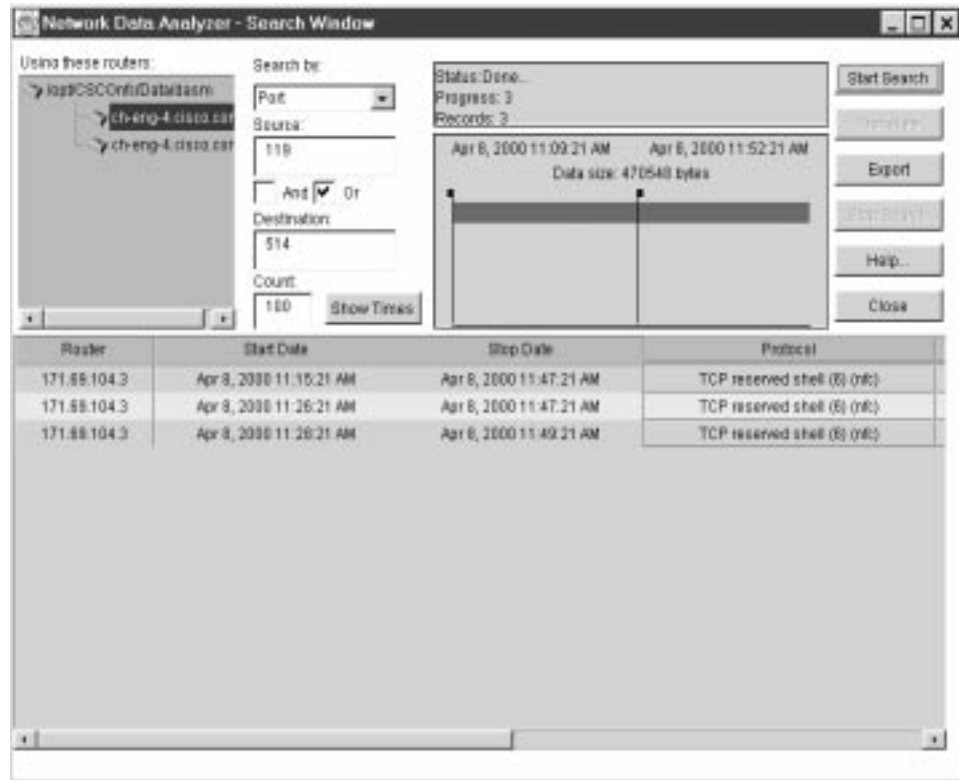 Network Data Analyzer - Search Window
Using these routers:
ch-eng-4.cisco.com
ch-eng-4.cisco.com
Search by:
Port
Source:
119
And Or
Destination:
514
Count:
100 Show Times
Status:Done...
Progress: 3
Records: 3
Apr 8, 2000 11:09:21 AM Apr 8, 2000 11:52:21 AM
Data size: 470548 bytes
Start Search
Export
Help...
Close
Router Start Date Stop Date Protocol
171.69.104.3 Apr 8, 2000 11:15:21 AM Apr 8, 2000 11:47:21 AM TCP reserved shell (6) (nfc)
171.69.104.3 Apr 8, 2000 11:26:21 AM Apr 8, 2000 11:47:21 AM TCP reserved shell (6) (nfc)
171.69.104.3 Apr 8, 2000 11:28:21 AM Apr 8, 2000 11:49:21 AM TCP reserved shell (6) (nfc)